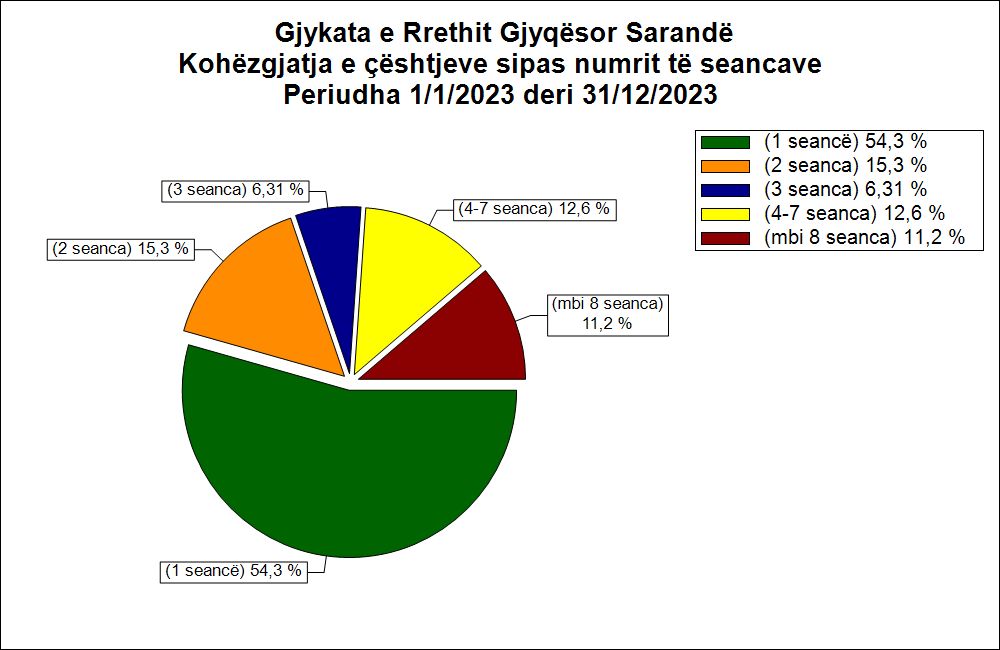 Gjykata e Rrethit Gjyqësor Sarandë
Kohëzgjatja e çështjeve sipas numrit të seancave
Periudha 1/1/2023 deri 31/12/2023
(1 seancë) 54,3 %
(2 seanca) 15,3 %
(3 seanca) 6,31 %
(4-7 seanca) 12,6 %
(mbi 8 seanca) 11,2 %
(3 seanca) 6,31 %
(4-7 seanca) 12,6 %
(2 seanca) 15,3 %
(mbi 8 seanca)
11,2 %
(1 seancë) 54,3 %